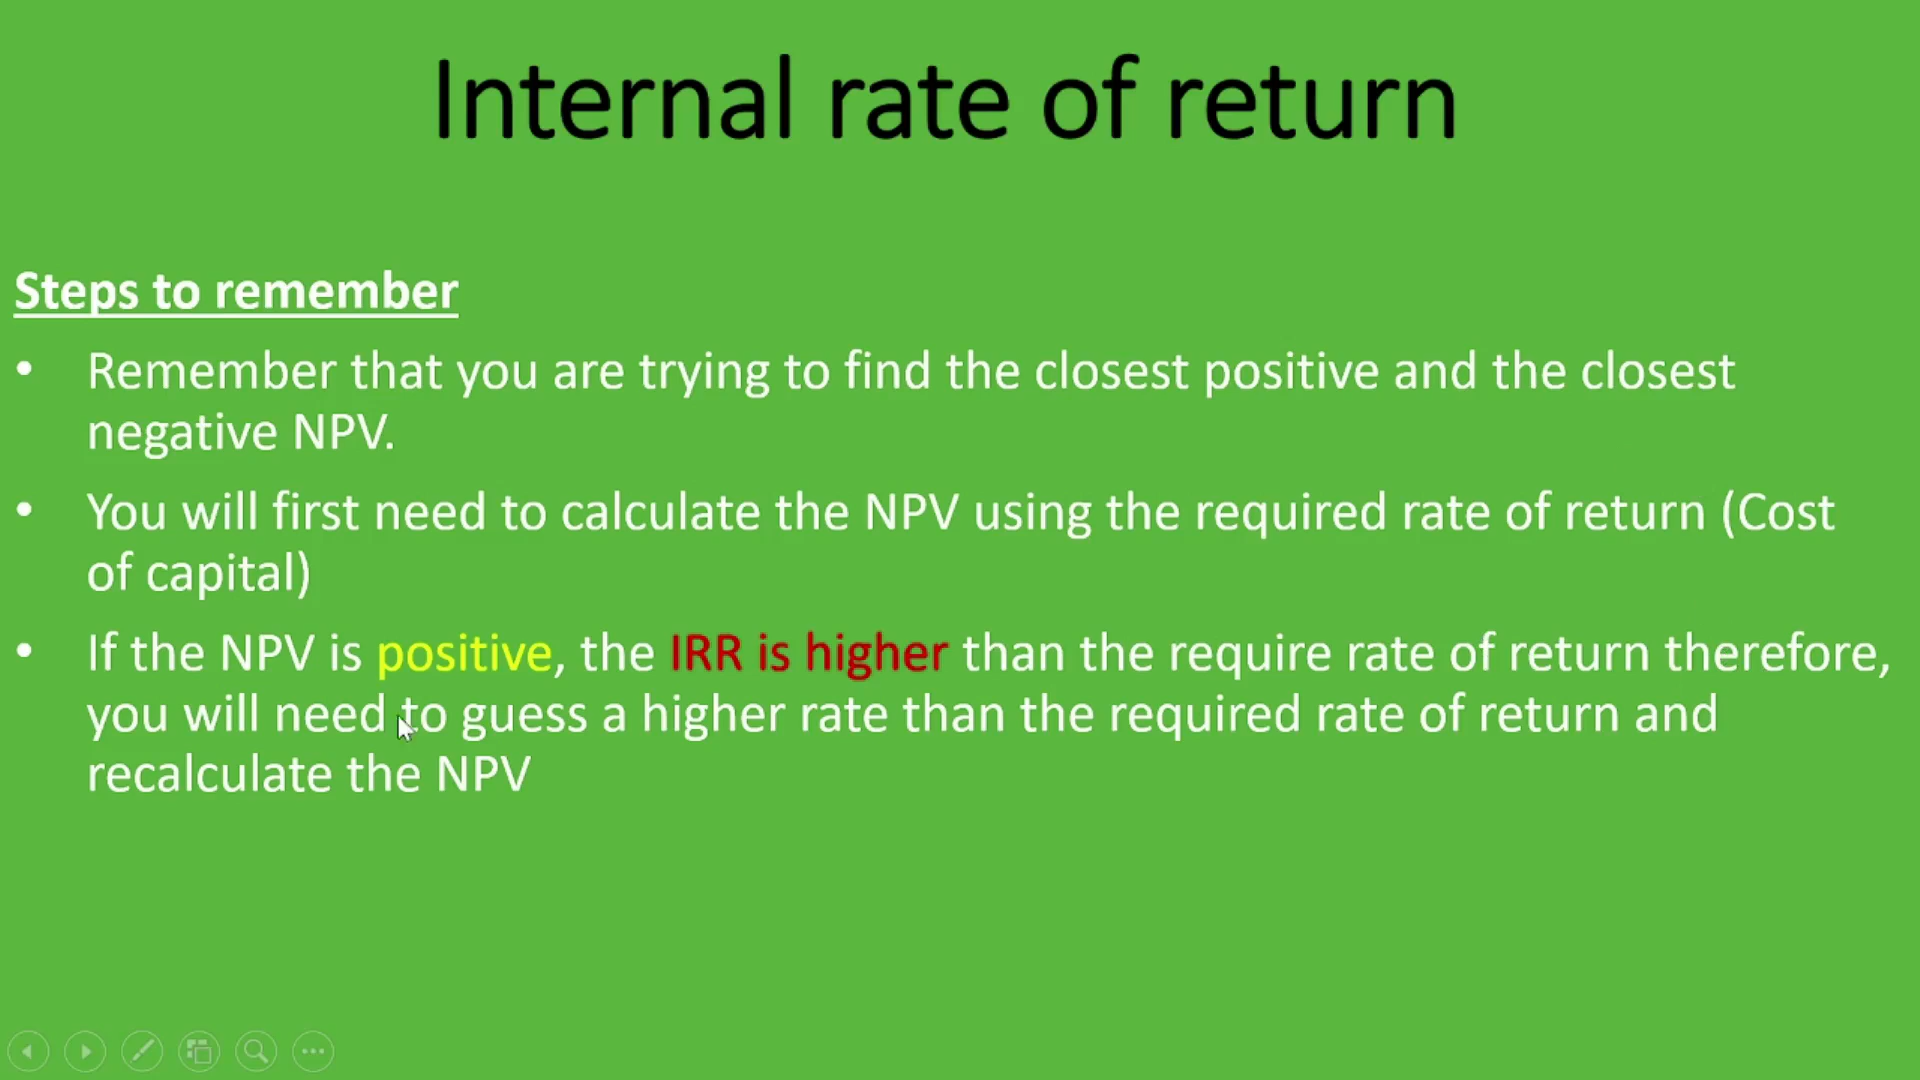 Internal rate of return
Steps to remember
• Remember that you are trying to find the closest positive and the closest
negative NPV.
• You will first need to calculate the NPV using the required rate of return (Cost
of capital)
• If the NPV is positive, the IRR is higher than the require rate of return therefore,
you will need to guess a higher rate than the required rate of return and
recalculate the NPV